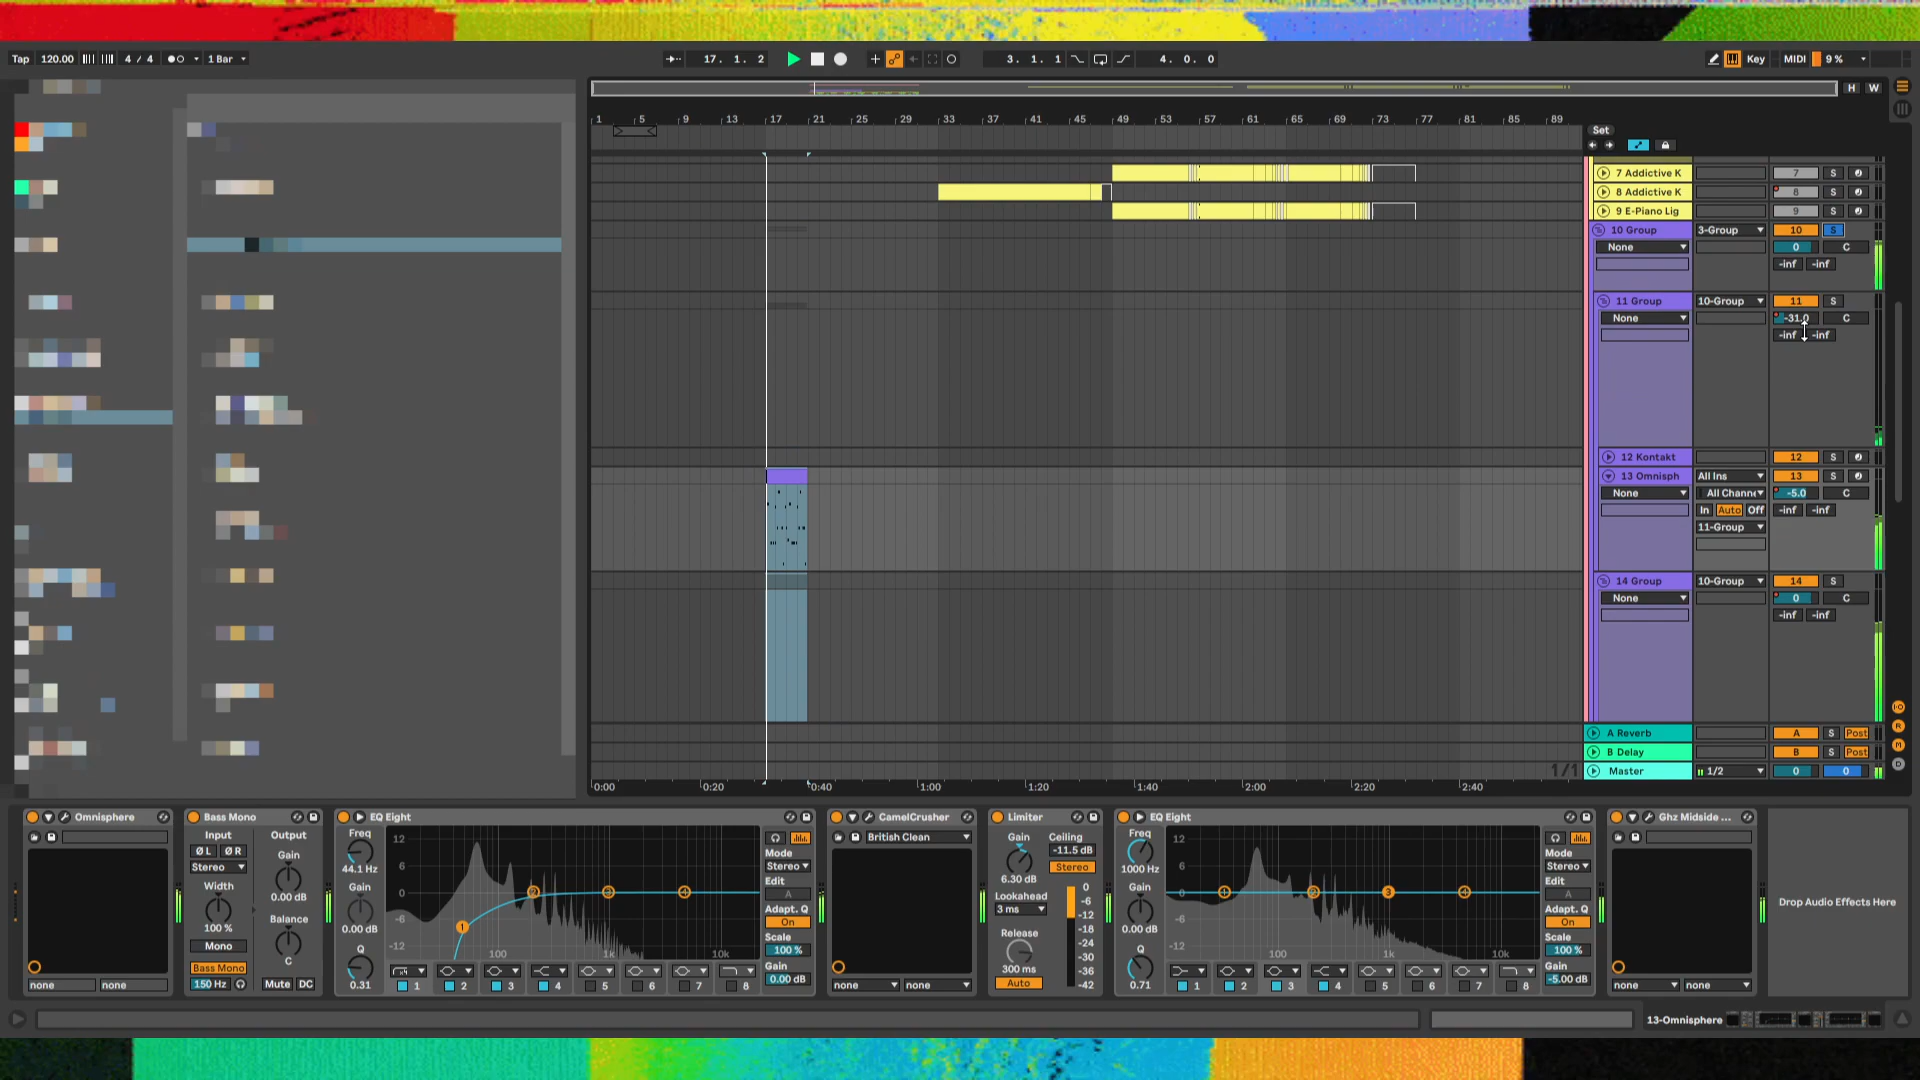 Tap 120.00 4 / 4 1 Bar 17. 1. 2 3. 1. 1 4. 0. 0 Key MIDI 9 %
H W
1 5 9 13 17 21 25 29 33 37 41 45 49 53 57 61 65 69 73 77 81 85 89
Set
7 Addictive K 7 S
8 Addictive K 8 S
9 E-Piano Lig 9 S
10 Group 3-Group 10 S
None 0 C
-inf -inf
11 Group 10-Group 11 S
None -31.0 C
-inf -inf
12 Kontakt 12 S
13 Omnisph All Ins 13 S
None All Channe -5.0 C
In Auto Off -inf -inf
11-Group
14 Group 10-Group 14 S
None 0 C
-inf -inf
A Reverb A S Post
B Delay B S Post
1/1 Master 1/2 0 0
0:00 0:20 0:40 1:00 1:20 1:40 2:00 2:20 2:40
Omnisphere
none none
Bass Mono
Input Output
Ø L Ø R Gain
Stereo
Width 0.00 dB
100 % Balance
Mono
Bass Mono C
150 Hz Mute DC
EQ Eight
Freq
44.1 Hz
Gain
0.00 dB
Q
0.31
12
6
0
-6
-12
100 1k 10k
1 2 3 4
1 2 3 4 5 6 7 8
Mode
Stereo
Edit
A
Adapt. Q
On
Scale
100 %
Gain
0.00 dB
CamelCrusher
British Clean
none none
Limiter
Gain Ceiling
-11.5 dB
Stereo
6.30 dB
Lookahead
3 ms
Release
300 ms
Auto
0
-6
-12
-18
-24
-30
-36
-42
EQ Eight
Freq
1000 Hz
Gain
0.00 dB
Q
0.71
12
6
0
-6
-12
100 1k 10k
1 2 3 4
1 2 3 4 5 6 7 8
Mode
Stereo
Edit
A
Adapt. Q
On
Scale
100 %
Gain
-5.00 dB
Ghz Midside ...
none none
Drop Audio Effects Here
13-Omnisphere